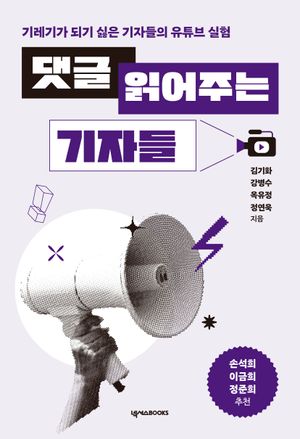 기레기가 되기 싫은 기자들의 유튜브 실험
댓글
읽어주는
기자들
김기화
강병수
옥유정
정연욱
지음
손석희
이금희
정준희
추천
넥서스BOOKS